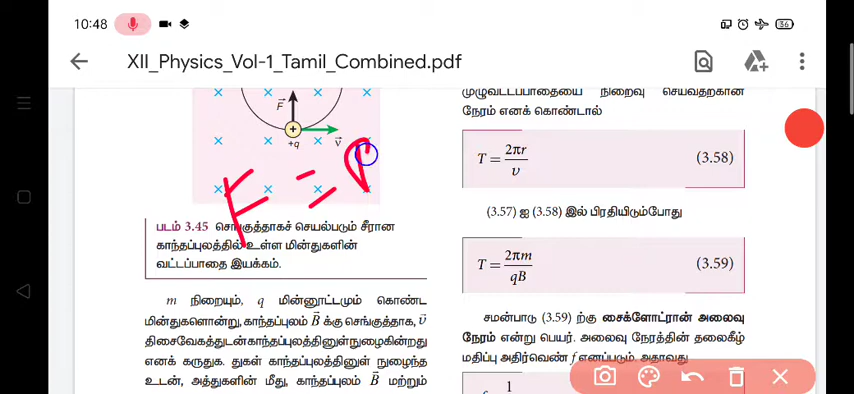 10:48
36
XII_Physics_Vol-1_Tamil_Combined.pdf
F
+
+q
v
F = q
படம் 3.45 செங்குத்தாகச் செயல்படும் சீரான
காந்தப்புலத்தில் உள்ள மின்துகளின்
வட்டப்பாதை இயக்கம்.
m நிறையும், q மின்னூட்டமும் கொண்ட
மின்துகளொன்று, காந்தப்புலம் B⃗ க்கு செங்குத்தாக, v⃗
திசைவேகத்துடன்காந்தப்புலத்தினுள்நுழைகின்றது
எனக் கருதுக. துகள் காந்தப்புலத்தினுள் நுழைந்த
உடன், அத்துகளின் மீது, காந்தப்புலம் B⃗ மற்றும்
முழுவட்டப்பாதையை நிறைவு செய்வதற்கான
நேரம் எனக் கொண்டால்
T = 2πr/v (3.58)
(3.57) ஐ (3.58) இல் பிரதியிடும்போது
T = 2πm/qB (3.59)
சமன்பாடு (3.59) ற்கு சைக்ளோட்ரான் அலைவு
நேரம் என்று பெயர். அலைவு நேரத்தின் தலைகீழ்
மதிப்பு அதிர்வெண் f எனப்படும். அதாவது
1